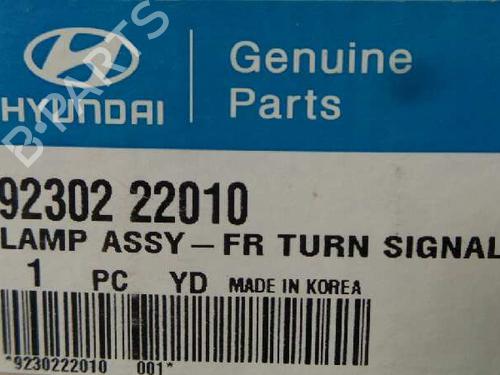 HYUNDAI
Genuine
Parts
92302 22010
LAMP ASSY-FR TURN SIGNAL
1 PC YD MADE IN KOREA
*9230222010 001*
B-PARTS